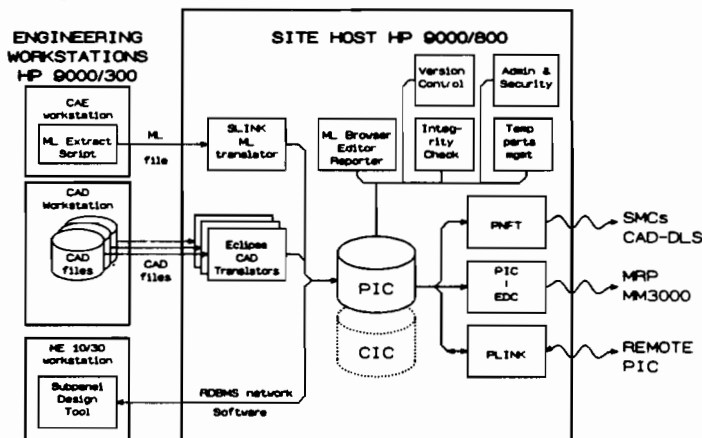 ENGINEERING
WORKSTATIONS
HP 9000/300
SITE HOST HP 9000/800
CAE
workstation
ML Extract
Script
ML
file
SLINK
ML
translator
ML Browser
Editor
Reporter
Version
Control
Integ-
rity
Check
Admin &
Security
Temp
parts
mgmt
CAD
Workstation
CAD
files
CAD
files
Eclipse
CAD
Translators
PIC
CIC
PNFT
SMCs
CAD-DLS
PIC
-
EDC
MRP
MM3000
PLINK
REMOTE
PIC
ME 10/30
workstation
Subpanel
Design
Tool
RDBMS network
Software